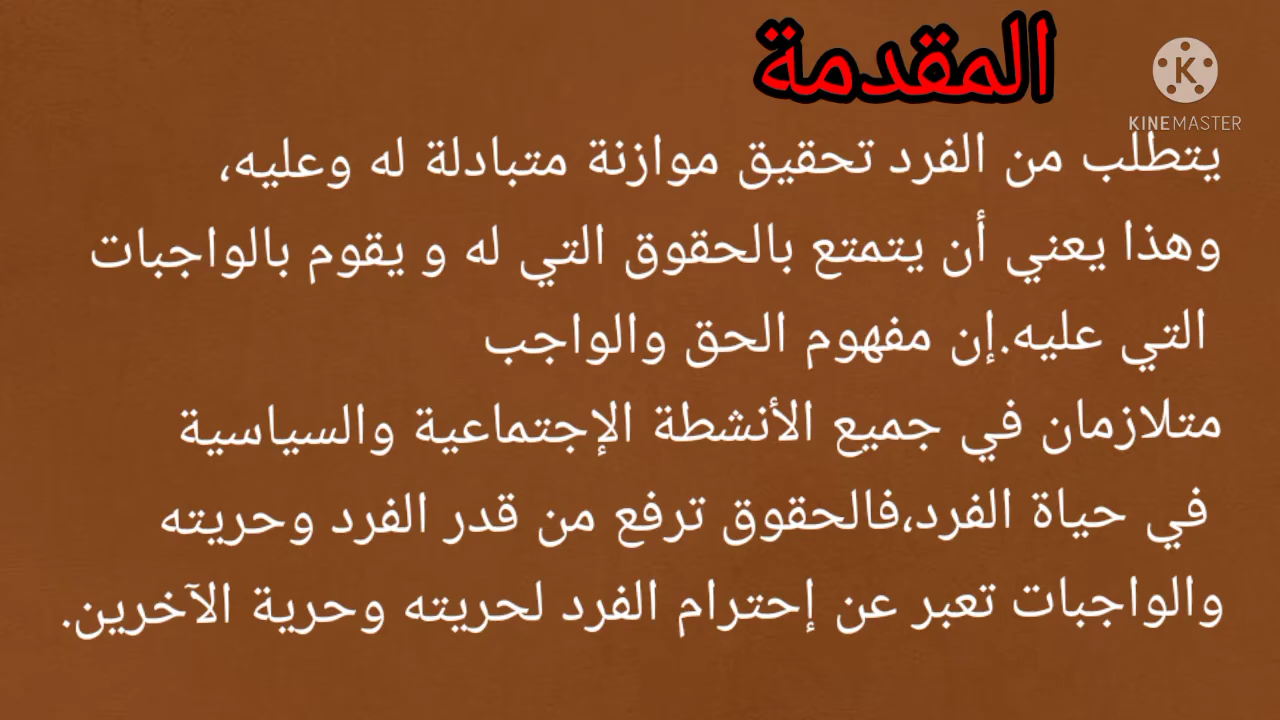 المقدمة
KINEMASTER
يتطلب من الفرد تحقيق موازنة متبادلة له وعليه،
وهذا يعني أن يتمتع بالحقوق التي له و يقوم بالواجبات
التي عليه.إن مفهوم الحق والواجب
متلازمان في جميع الأنشطة الإجتماعية والسياسية
في حياة الفرد،فالحقوق ترفع من قدر الفرد وحريته
والواجبات تعبر عن إحترام الفرد لحريته وحرية الآخرين.